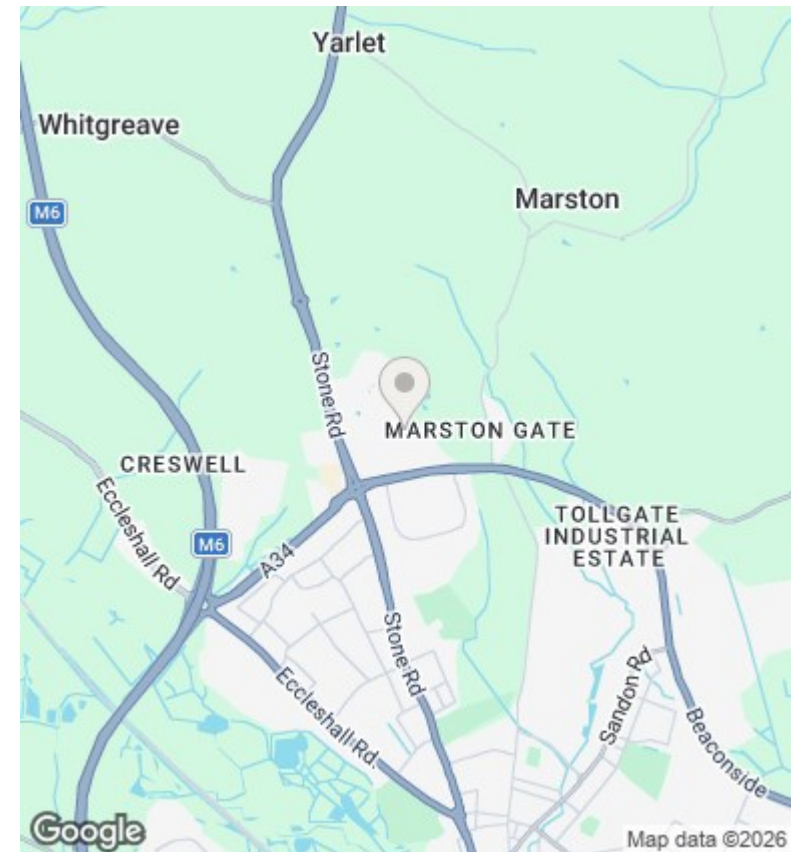 Yarlet
Whitgreave
Marston
M6
Stone Rd
MARSTON GATE
CRESWELL
Eccleshall Rd
TOLLGATE
INDUSTRIAL
ESTATE
M6
A34
Stone Rd
Sandon Rd
Eccleshall Rd.
Beaconside
Google
Map data ©2026